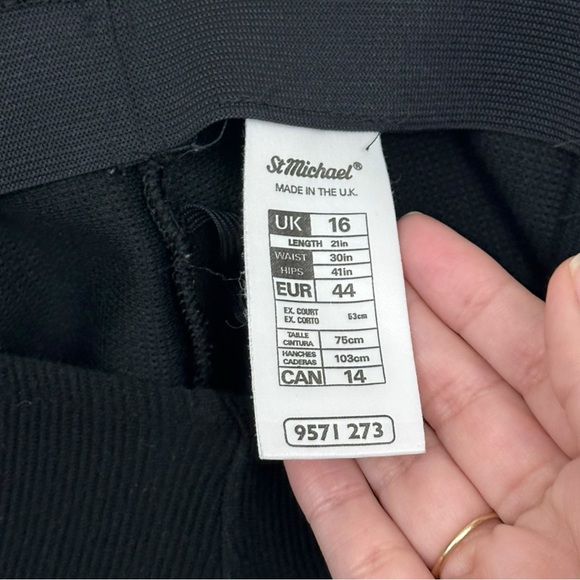 St Michael®
MADE IN THE U.K.
UK 16
LENGTH 21in
WAIST 30in
HIPS 41in
EUR 44
EX. COURT
EX. CORTO 53cm
TAILLE
CINTURA 75cm
HANCHES
CADERAS 103cm
CAN 14
9571 273